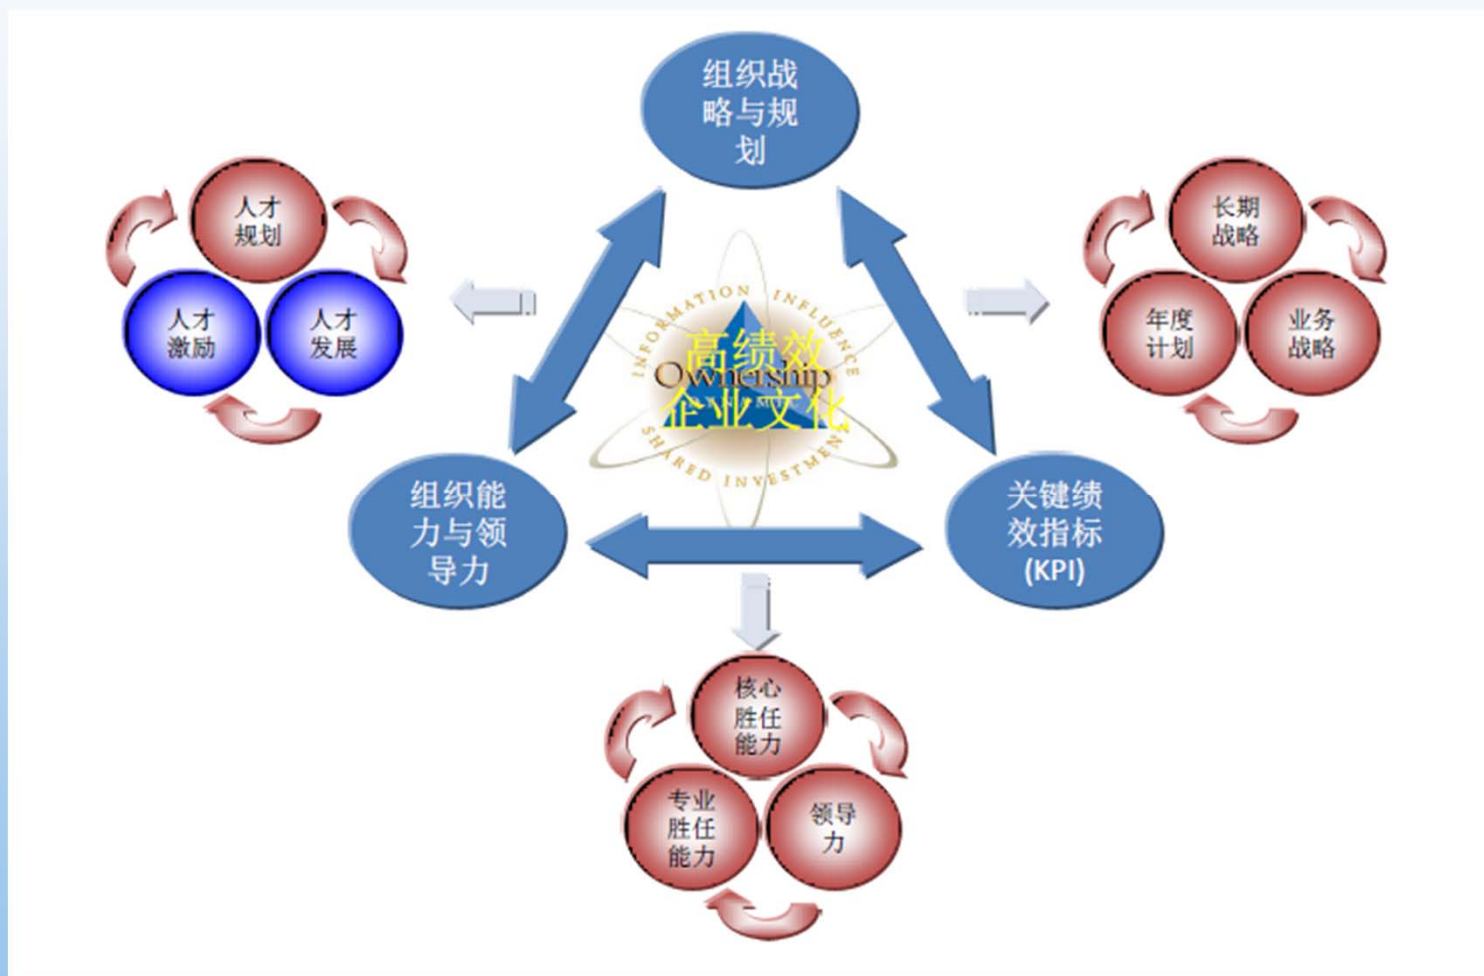 组织战
略与规
划
人才
规划
人才
激励
人才
发展
长期
战略
年度
计划
业务
战略
INFORMATION INFLUENCE
高绩效
Ownership
企业文化
SHARED INVESTMENT
组织能
力与领
导力
关键绩
效指标
(KPI)
核心
胜任
能力
专业
胜任
能力
领导
力